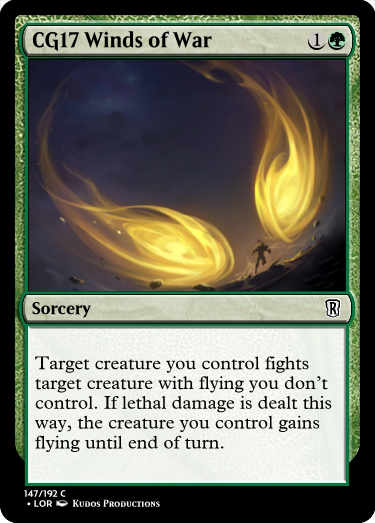 CG17 Winds of War 1
Sorcery R
Target creature you control fights
target creature with flying you don't
control. If lethal damage is dealt this
way, the creature you control gains
flying until end of turn.
147/192 C
• LOR Kudos Productions